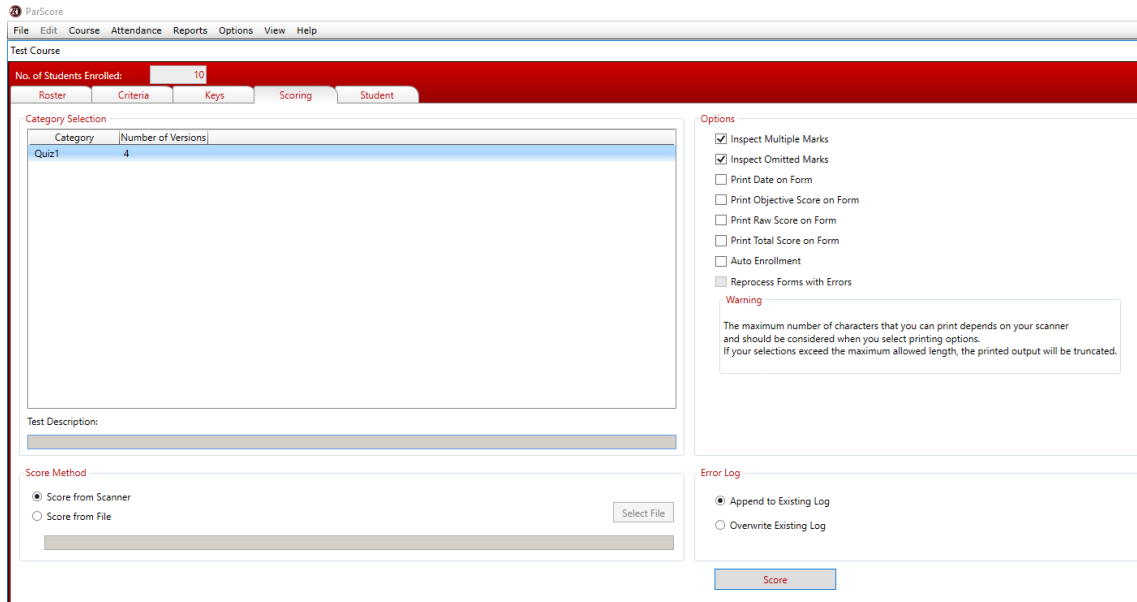 ParScore
File Edit Course Attendance Reports Options View Help
Test Course
No. of Students Enrolled: 10
Roster Criteria Keys Scoring Student
Category Selection
Category Number of Versions
Quiz1 4
Test Description:
Options
Inspect Multiple Marks
Inspect Omitted Marks
Print Date on Form
Print Objective Score on Form
Print Raw Score on Form
Print Total Score on Form
Auto Enrollment
Reprocess Forms with Errors
Warning
The maximum number of characters that you can print depends on your scanner
and should be considered when you select printing options.
If your selections exceed the maximum allowed length, the printed output will be truncated.
Score Method
Score from Scanner
Score from File
Select File
Error Log
Append to Existing Log
Overwrite Existing Log
Score